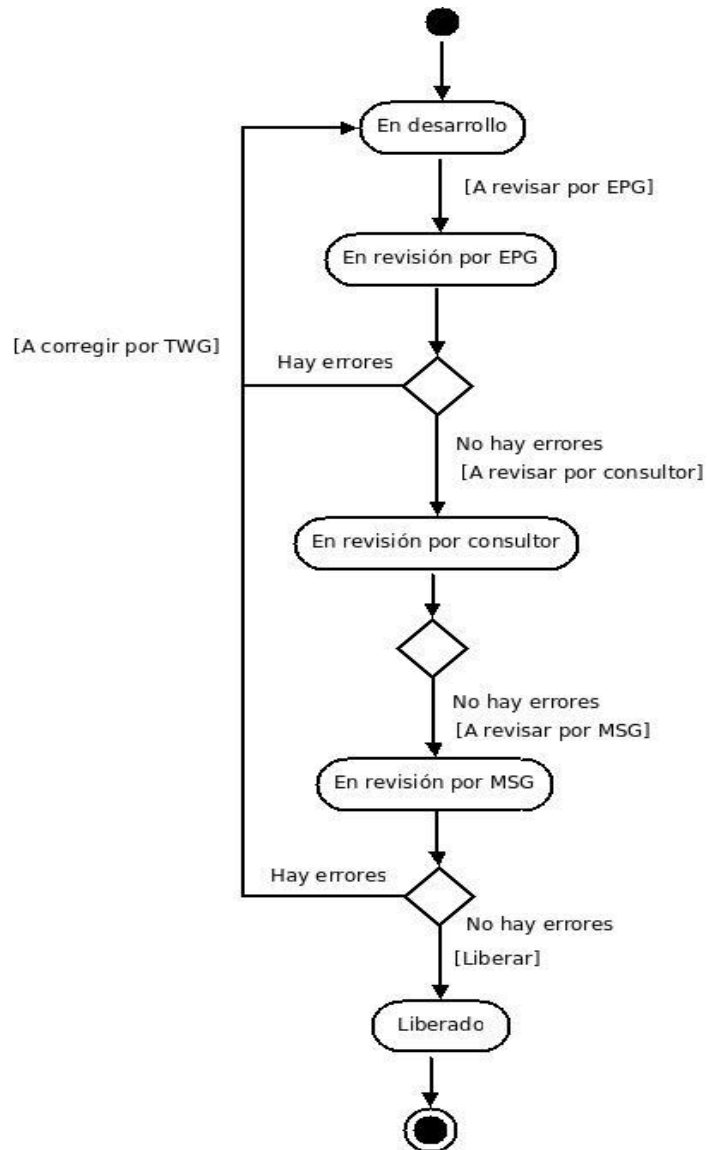 En desarrollo
[A revisar por EPG]
En revisión por EPG
[A corregir por TWG]
Hay errores
No hay errores
[A revisar por consultor]
En revisión por consultor
No hay errores
[A revisar por MSG]
En revisión por MSG
Hay errores
No hay errores
[Liberar]
Liberado